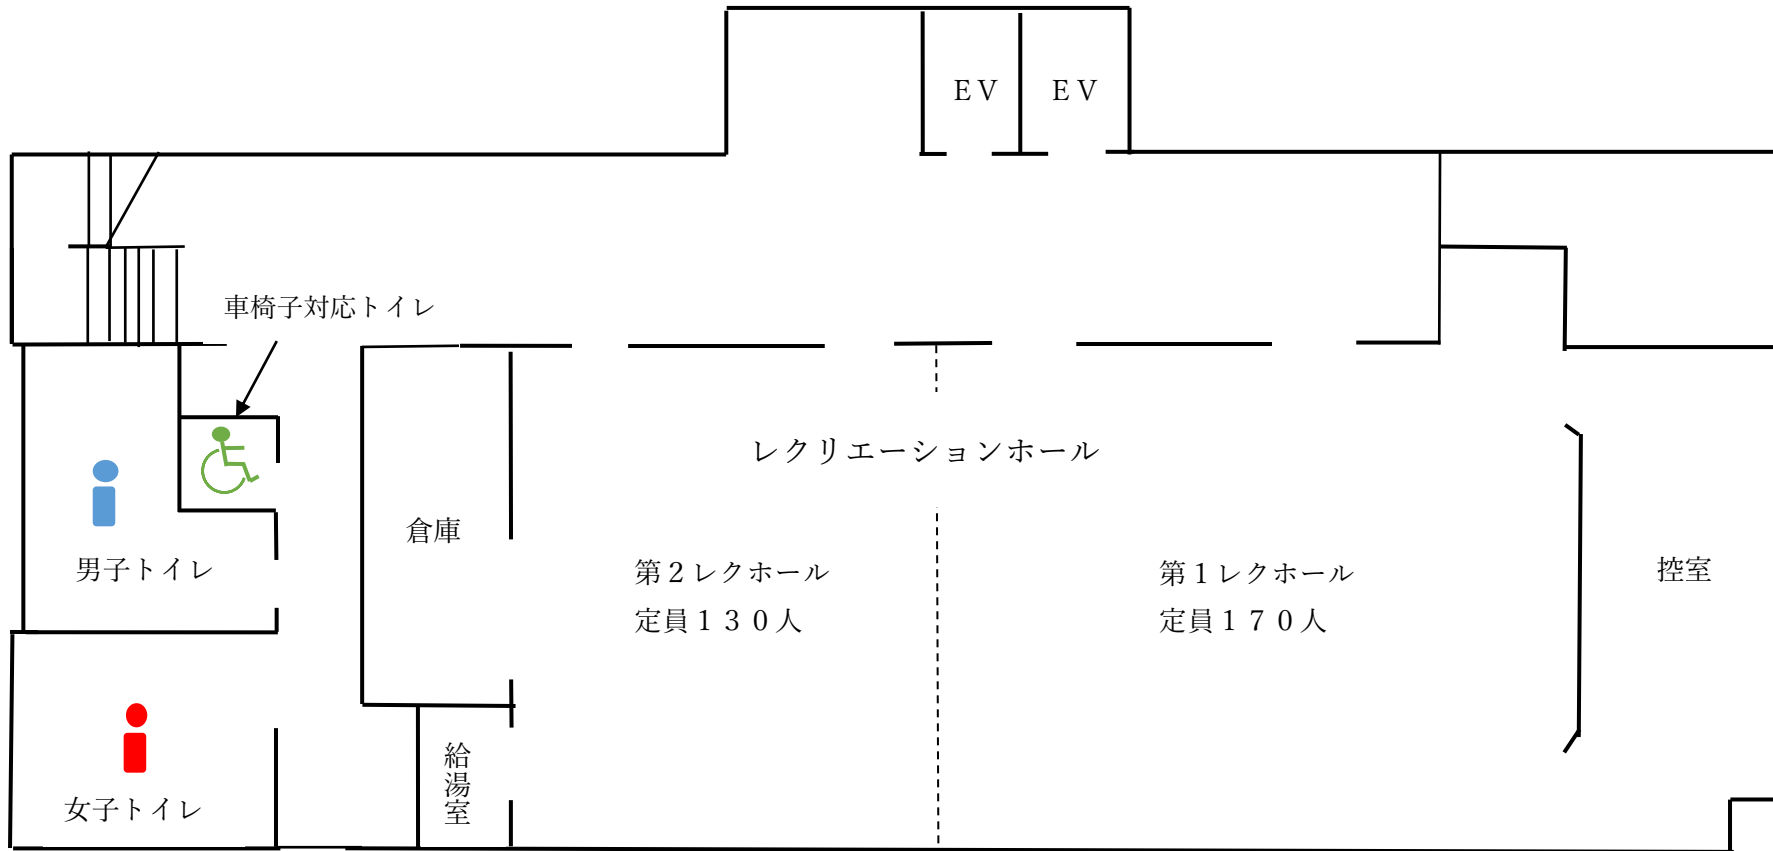 ＥＶ
ＥＶ
車椅子対応トイレ
レクリエーションホール
倉庫
男子トイレ
第２レクホール
定員１３０人
第１レクホール
定員１７０人
控室
給湯室
女子トイレ